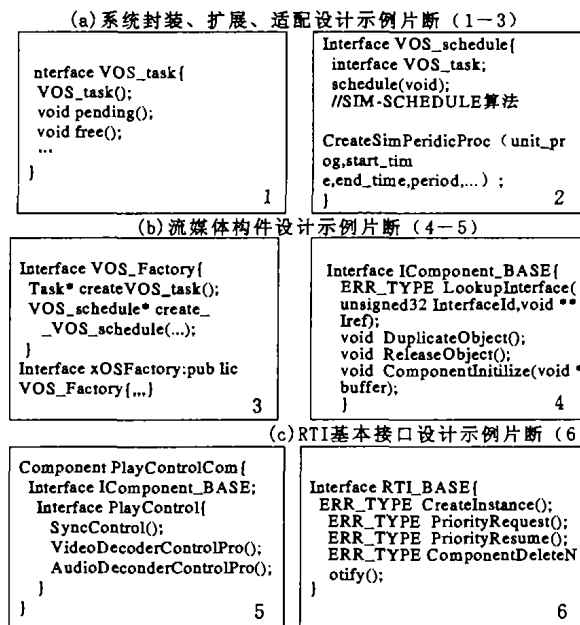 (a)系统封装、扩展、适配设计示例片断（1-3）
nterface VOS_task{
VOS_task();
void pending();
void free();
...
}
1
Interface VOS_schedule{
interface VOS_task;
schedule(void);
//SIM-SCHEDULE算法
CreateSimPeridicProc（unit_pr
og,start_tim
e,end_time,period,...）;
}
2
(b)流媒体构件设计示例片断（4-5）
Interface VOS_Factory{
Task* createVOS_task();
VOS_schedule* create_
_VOS_schedule(...);
}
Interface xOSFactory:pub lic
VOS_Factory{,,,}
3
Interface IComponent_BASE{
ERR_TYPE LookupInterface(
unsigned32 InterfaceId,void **
Iref);
void DuplicateObject();
void ReleaseObject();
void ComponentInitilize(void *
buffer);
}
4
(c)RTI基本接口设计示例片断（6
Component PlayControlCom{
Interface IComponent_BASE;
Interface PlayControl{
SyncControl();
VideoDecoderControlPro();
AudioDeconderControlPro();
}
}
5
Interface RTI_BASE{
ERR_TYPE CreateInstance();
ERR_TYPE PriorityRequest();
ERR_TYPE PriorityResume();
ERR_TYPE ComponentDeleteN
otify();
}
6